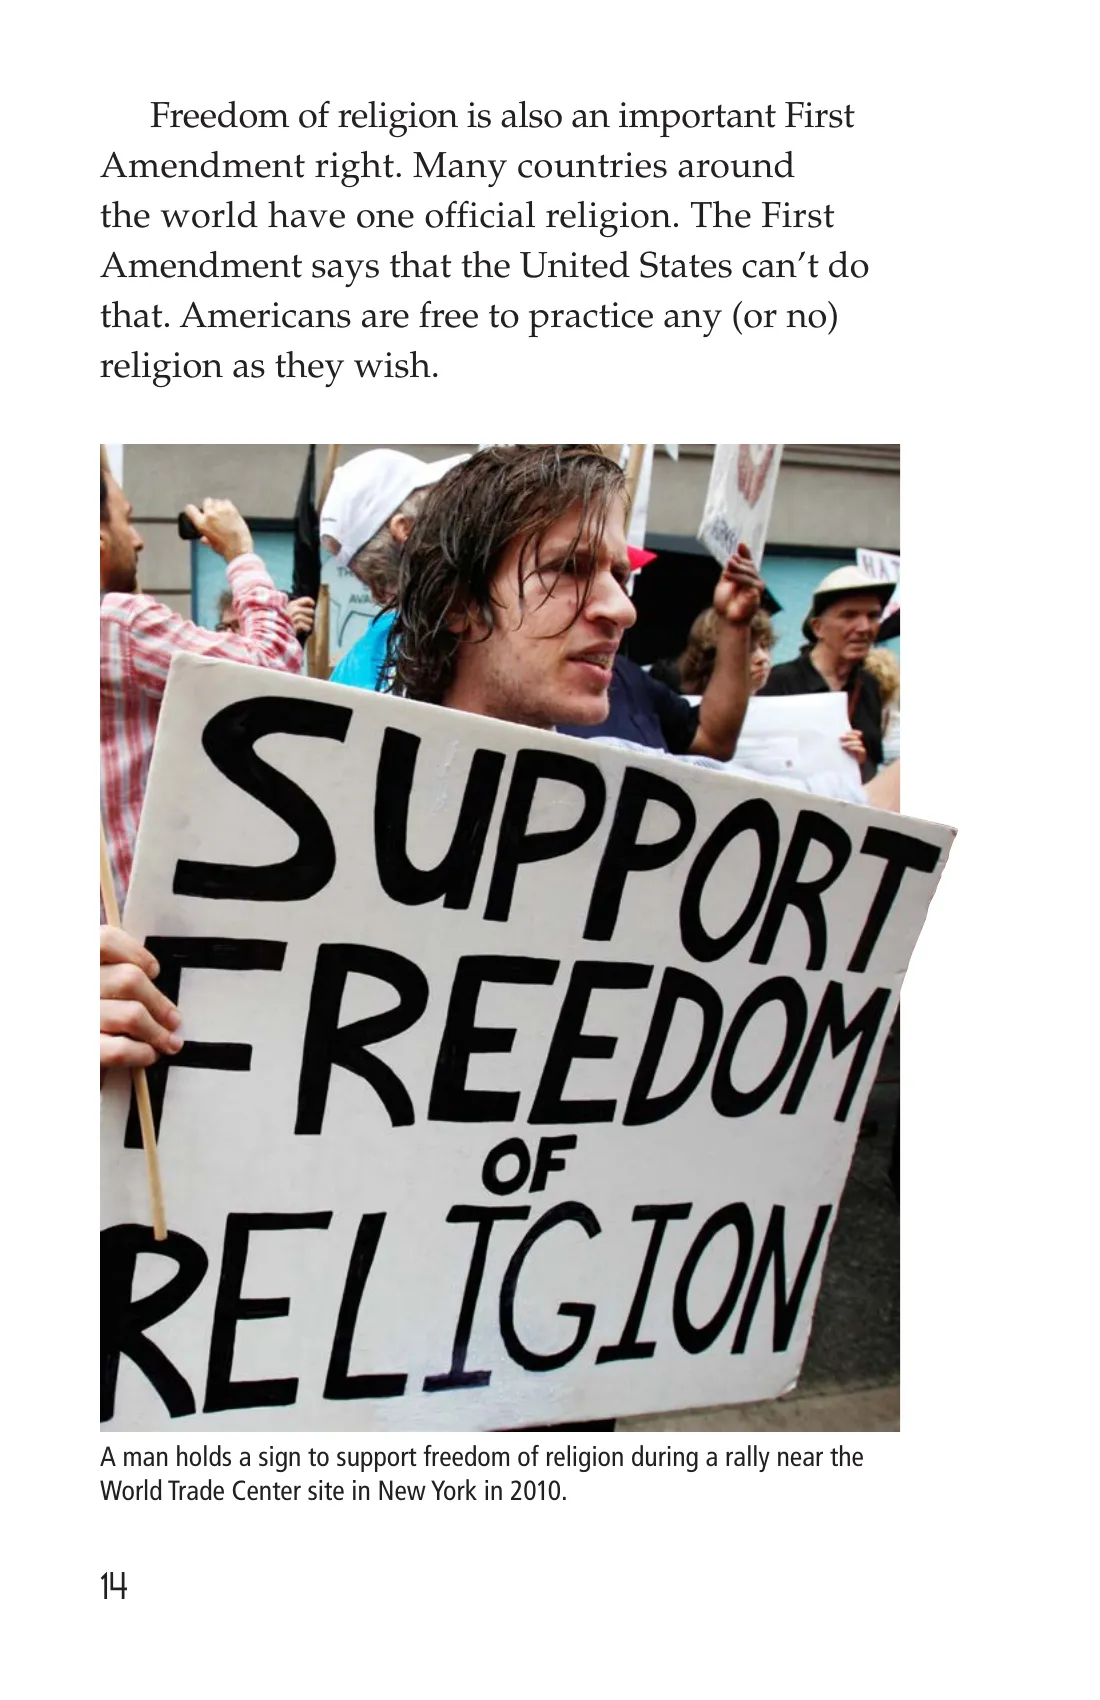 Freedom of religion is also an important First
Amendment right. Many countries around
the world have one official religion. The First
Amendment says that the United States can’t do
that. Americans are free to practice any (or no)
religion as they wish.
HAT
TH
AVA
SUPPORT
FREEDOM
OF
RELIGION
A man holds a sign to support freedom of religion during a rally near the
World Trade Center site in New York in 2010.
14